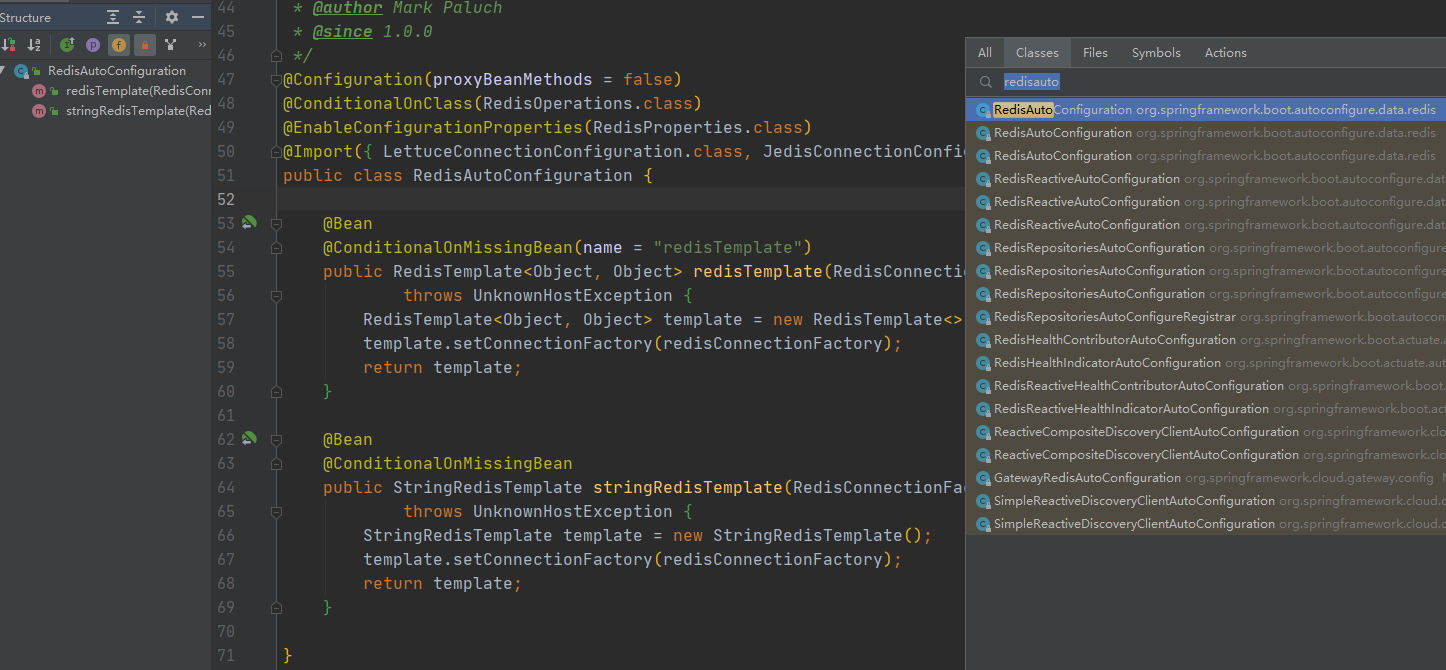 Structure
RedisAutoConfiguration
redisTemplate(RedisConn
stringRedisTemplate(Red
44 * @author Mark Paluch
45 * @since 1.0.0
46 */
47 @Configuration(proxyBeanMethods = false)
48 @ConditionalOnClass(RedisOperations.class)
49 @EnableConfigurationProperties(RedisProperties.class)
50 @Import({ LettuceConnectionConfiguration.class, JedisConnectionConfi
51 public class RedisAutoConfiguration {
52
53 @Bean
54 @ConditionalOnMissingBean(name = "redisTemplate")
55 public RedisTemplate<Object, Object> redisTemplate(RedisConnecti
56 throws UnknownHostException {
57 RedisTemplate<Object, Object> template = new RedisTemplate<>
58 template.setConnectionFactory(redisConnectionFactory);
59 return template;
60 }
61
62 @Bean
63 @ConditionalOnMissingBean
64 public StringRedisTemplate stringRedisTemplate(RedisConnectionFa
65 throws UnknownHostException {
66 StringRedisTemplate template = new StringRedisTemplate();
67 template.setConnectionFactory(redisConnectionFactory);
68 return template;
69 }
70
71 }
All Classes Files Symbols Actions
redisauto
RedisAutoConfiguration org.springframework.boot.autoconfigure.data.redis
RedisAutoConfiguration org.springframework.boot.autoconfigure.data.redis
RedisAutoConfiguration org.springframework.boot.autoconfigure.data.redis
RedisReactiveAutoConfiguration org.springframework.boot.autoconfigure.dat
RedisReactiveAutoConfiguration org.springframework.boot.autoconfigure.dat
RedisReactiveAutoConfiguration org.springframework.boot.autoconfigure.dat
RedisRepositoriesAutoConfiguration org.springframework.boot.autoconfigure
RedisRepositoriesAutoConfiguration org.springframework.boot.autoconfigure
RedisRepositoriesAutoConfiguration org.springframework.boot.autoconfigure
RedisRepositoriesAutoConfigureRegistrar org.springframework.boot.autocom
RedisHealthContributorAutoConfiguration org.springframework.boot.actuate.a
RedisHealthIndicatorAutoConfiguration org.springframework.boot.actuate.aut
RedisReactiveHealthContributorAutoConfiguration org.springframework.boot.
RedisReactiveHealthIndicatorAutoConfiguration org.springframework.boot.act
ReactiveCompositeDiscoveryClientAutoConfiguration org.springframework.clo
ReactiveCompositeDiscoveryClientAutoConfiguration org.springframework.clo
GatewayRedisAutoConfiguration org.springframework.cloud.gateway.config
SimpleReactiveDiscoveryClientAutoConfiguration org.springframework.cloud.c
SimpleReactiveDiscoveryClientAutoConfiguration org.springframework.cloud.c